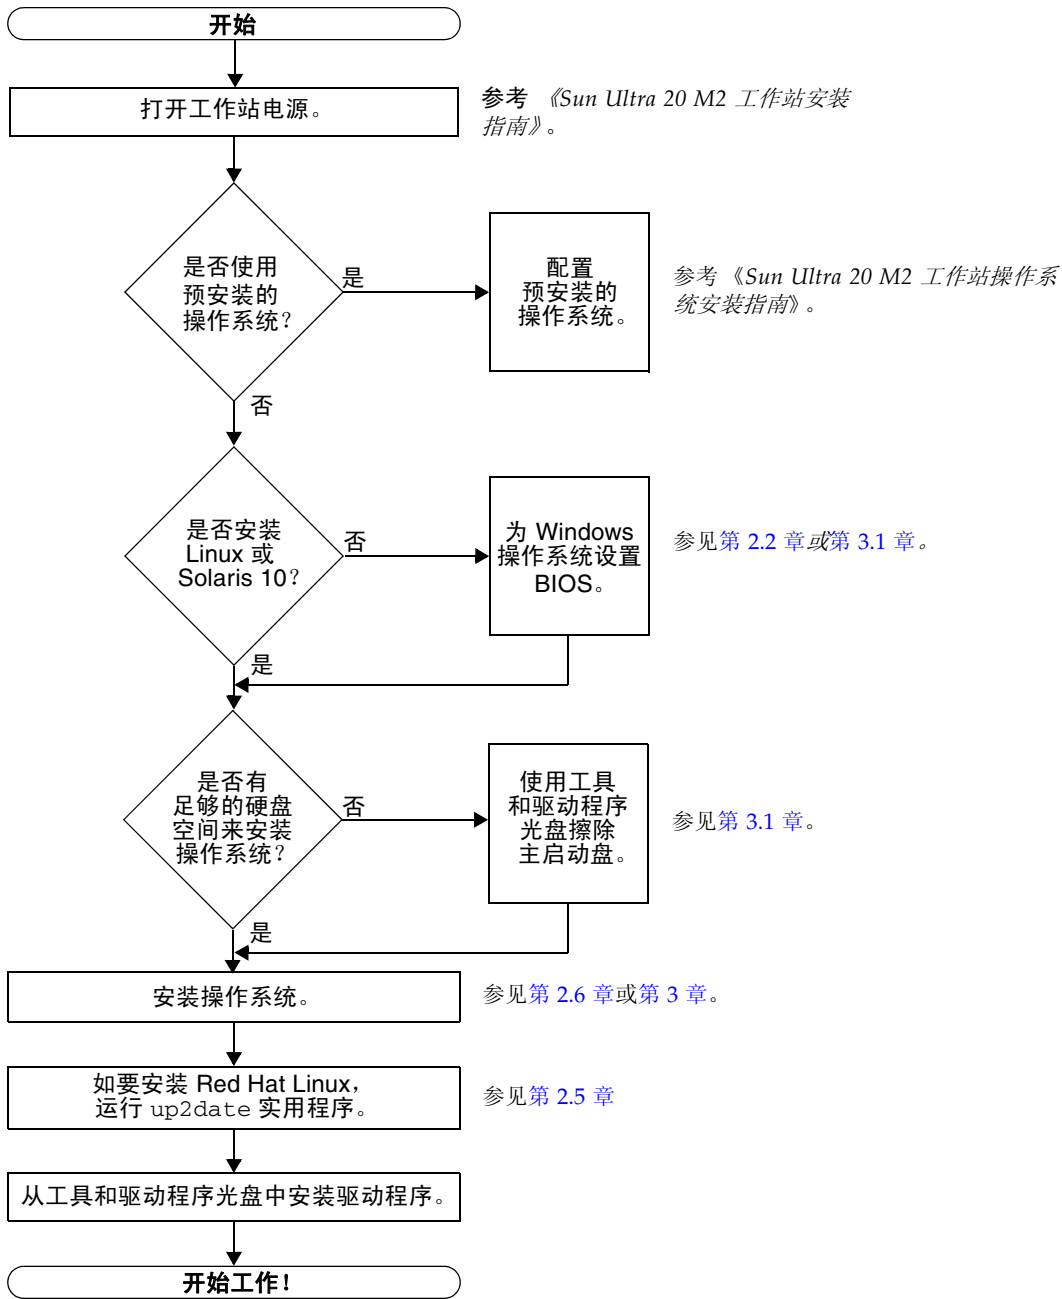 开始
打开工作站电源。
参考 《Sun Ultra 20 M2 工作站安装
指南》。
是否使用
预安装的
操作系统？
是
配置
预安装的
操作系统。
参考《Sun Ultra 20 M2 工作站操作系
统安装指南》。
否
是否安装
Linux 或
Solaris 10？
否
为 Windows
操作系统设置
BIOS。
参见第 2.2 章或第 3.1 章。
是
是否有
足够的硬盘
空间来安装
操作系统？
否
使用工具
和驱动程序
光盘擦除
主启动盘。
参见第 3.1 章。
是
安装操作系统。
参见第 2.6 章或第 3 章。
如要安装 Red Hat Linux，
运行 up2date 实用程序。
参见第 2.5 章
从工具和驱动程序光盘中安装驱动程序。
开始工作！